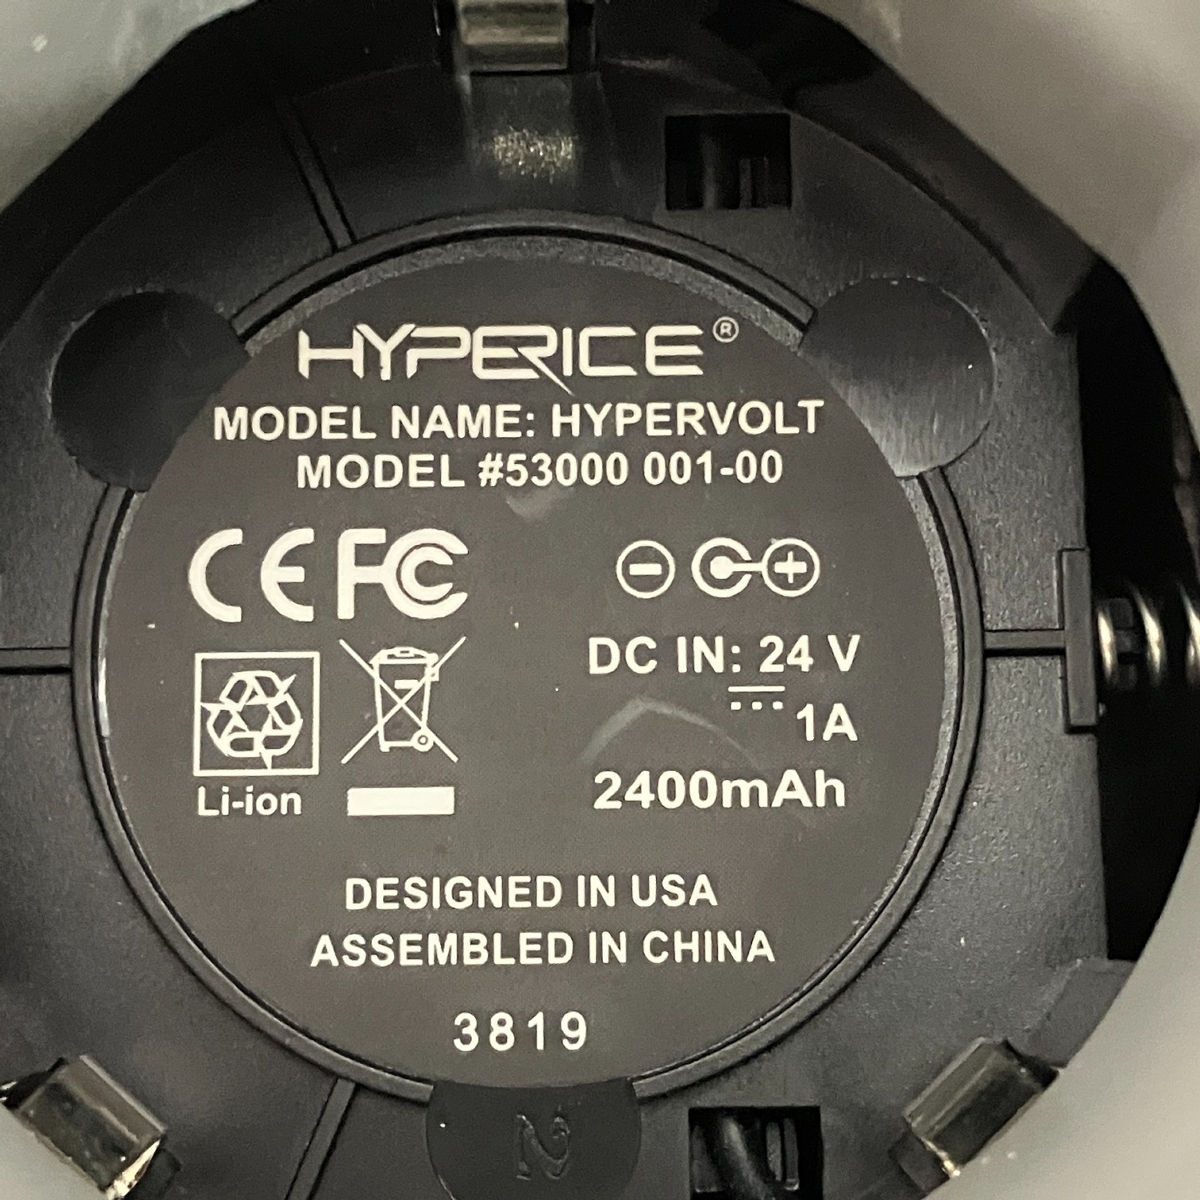 HYPERICE®
MODEL NAME: HYPERVOLT
MODEL #53000 001-00
CE FC
DC IN: 24 V
1A
Li-ion
2400mAh
DESIGNED IN USA
ASSEMBLED IN CHINA
3819
2